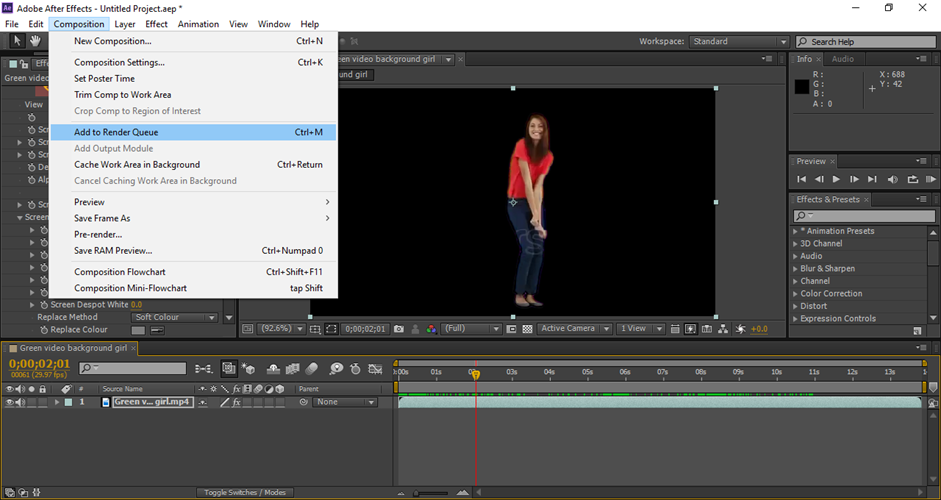 Ae Adobe After Effects - Untitled Project.aep *
File Edit Composition Layer Effect Animation View Window Help
Workspace: Standard Search Help
New Composition... Ctrl+N
Composition Settings... Ctrl+K
Set Poster Time
Trim Comp to Work Area
Crop Comp to Region of Interest
Add to Render Queue Ctrl+M
Add Output Module
Cache Work Area in Background Ctrl+Return
Cancel Caching Work Area in Background
Preview
Save Frame As
Pre-render...
Save RAM Preview... Ctrl+Numpad 0
Composition Flowchart Ctrl+Shift+F11
Composition Mini-Flowchart tap Shift
Green video
View
Screen
Screen Despot White 0.0
Replace Method Soft Colour
Replace Colour
een video background girl
und girl
(92.6%) 0;00;02;01 (Full) Active Camera 1 View +0.0
Info Audio
R : X : 688
G : Y : 42
B :
A : 0
Preview
Effects & Presets
* Animation Presets
3D Channel
Audio
Blur & Sharpen
Channel
Color Correction
Distort
Expression Controls
Green video background girl
0;00;02;01
00061 (29.97 fps)
# Source Name Parent
1 Green v... girl.mp4 None
:00s 01s 02s 03s 04s 05s 06s 07s 08s 09s 10s 11s 12s 13s
Toggle Switches / Modes